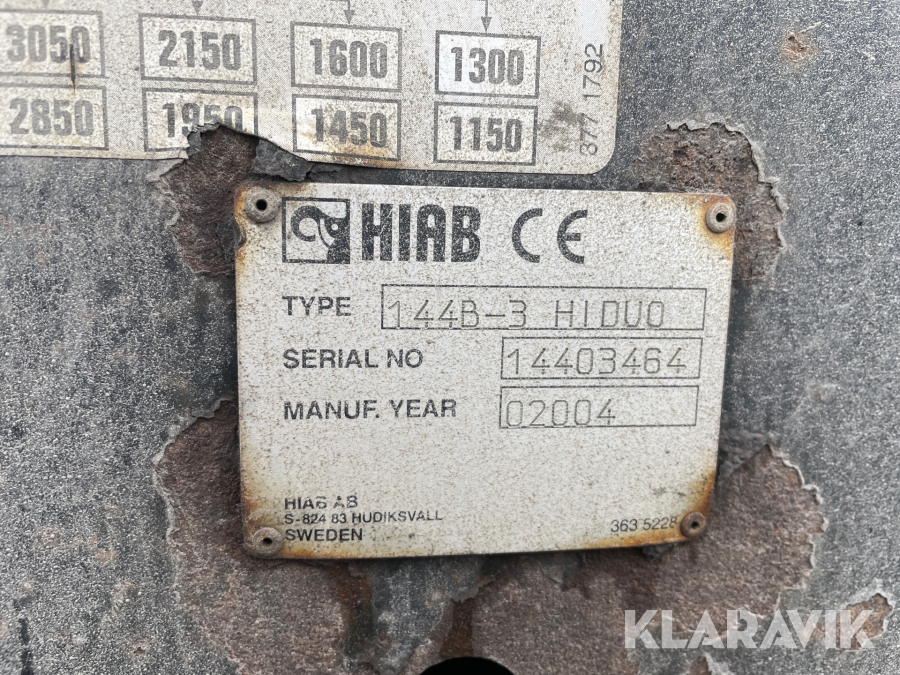 3050 2150 1600 1300
2850 1950 1450 1150
377 1792
HIAB CE
TYPE 144B-3 HIDUO
SERIAL NO 14403464
MANUF. YEAR 02004
HIAB AB
S-824 83 HUDIKSVALL
SWEDEN
363 5228
KLARAVIK